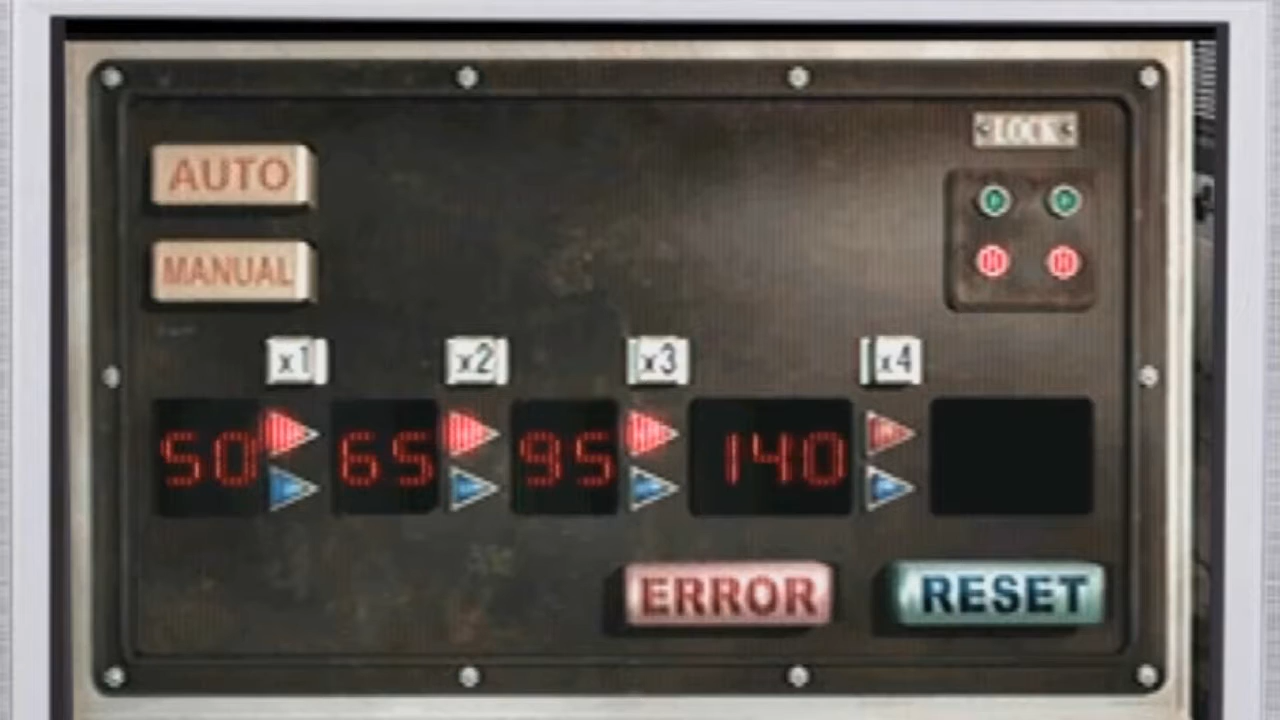 AUTO
MANUAL
x1 x2 x3 x4
50 65 95 140
ERROR RESET